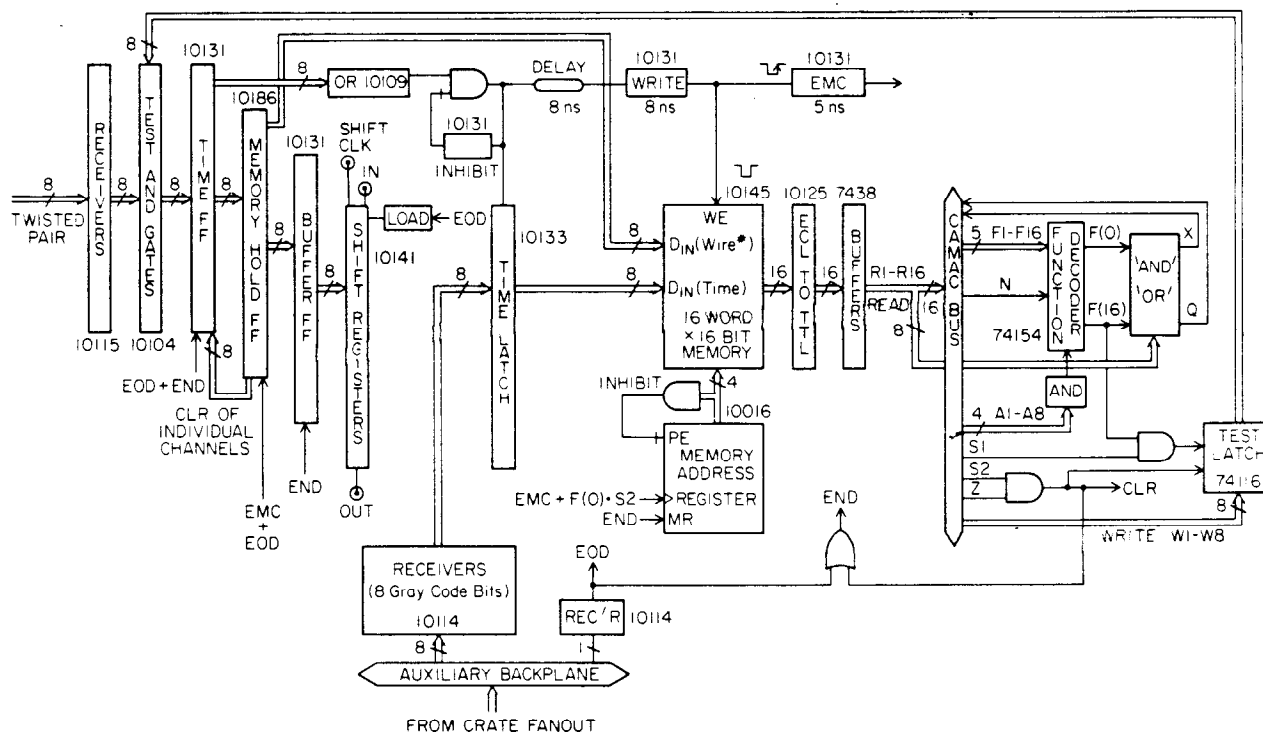 8
10131
8
10186
8
OR 10109
DELAY
8 ns
10131
WRITE
8 ns
10131
EMC
5 ns
10131
INHIBIT
10131
SHIFT
CLK
IN
LOAD
EOD
8
TWISTED
PAIR
RECEIVERS
8
TEST AND GATES
8
TIME FF
8
MEMORY HOLD FF
8
BUFFER FF
8
SHIFT REGISTERS
10141
8
10133
TIME LATCH
8
8
8
10115
10104
EOD + END
CLR OF
INDIVIDUAL
CHANNELS
EMC
+
EOD
END
OUT
10145
WE
DIN (Wire#)
DIN (Time)
16 WORD
× 16 BIT
MEMORY
16
10125
ECL TO TTL
16
7438
BUFFERS
R1-R16
READ
16
8
CAMAC BUS
5
F1-F16
N
FUNCTION DECODER
74154
F(0)
F(16)
'AND'
'OR'
X
Q
AND
4
A1-A8
S1
S2
Z
CLR
TEST
LATCH
74116
8
WRITE W1-W8
INHIBIT
4
10016
PE
MEMORY
ADDRESS
REGISTER
MR
EMC + F(0)·S2
END
END
EOD
RECEIVERS
(8 Gray Code Bits)
10114
8
REC'R
10114
1
AUXILIARY BACKPLANE
FROM CRATE FANOUT